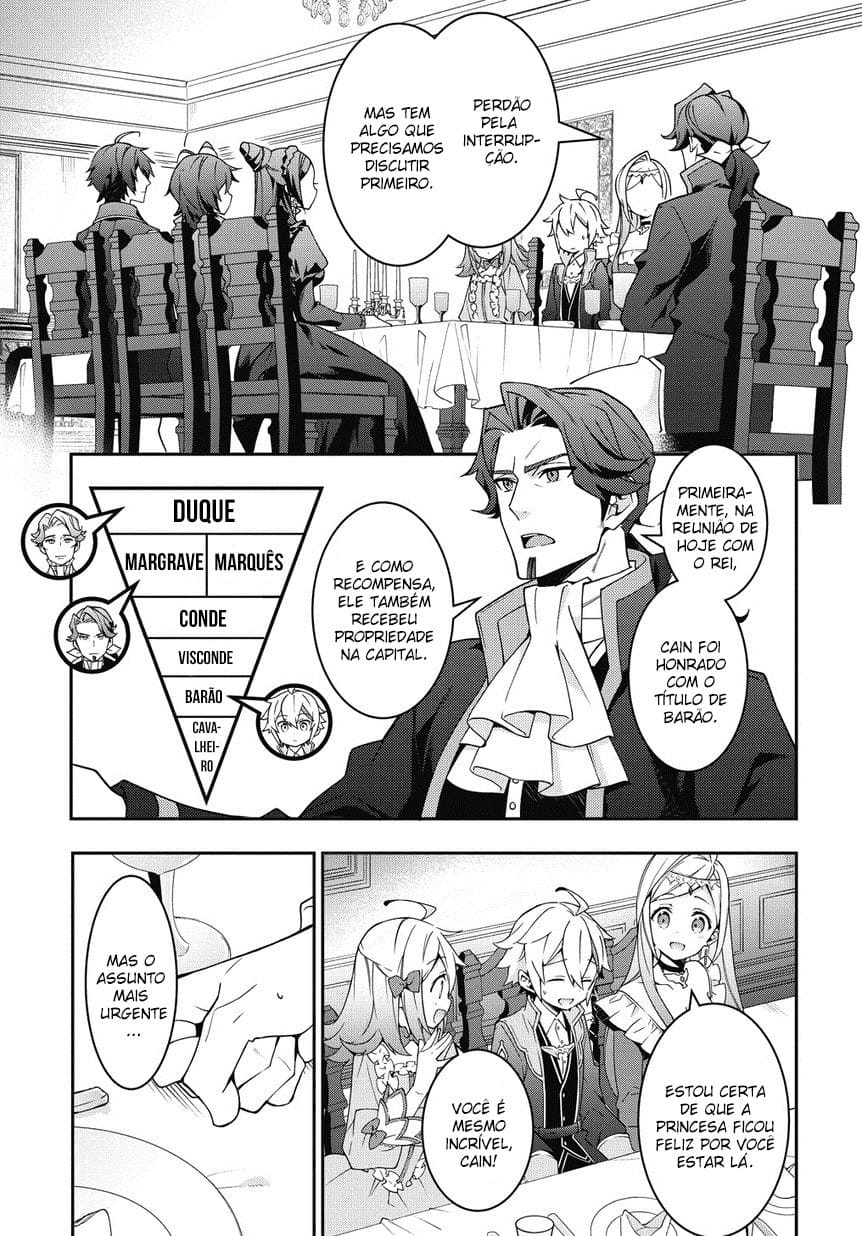 PERDÃO
PELA
INTERRUP-
ÇÃO.
MAS TEM
ALGO QUE
PRECISAMOS
DISCUTIR
PRIMEIRO.
PRIMEIRA-
MENTE, NA
REUNIÃO DE
HOJE COM
O REI,
CAIN FOI
HONRADO
COM O
TÍTULO DE
BARÃO.
E COMO
RECOMPENSA,
ELE TAMBÉM
RECEBEU
PROPRIEDADE
NA CAPITAL.
DUQUE
MARGRAVE MARQUÊS
CONDE
VISCONDE
BARÃO
CAVA-
LHEI-
RO
MAS O
ASSUNTO
MAIS
URGENTE
...
ESTOU CERTA
DE QUE A
PRINCESA FICOU
FELIZ POR VOCÊ
ESTAR LÁ.
VOCÊ É
MESMO
INCRÍVEL,
CAIN!